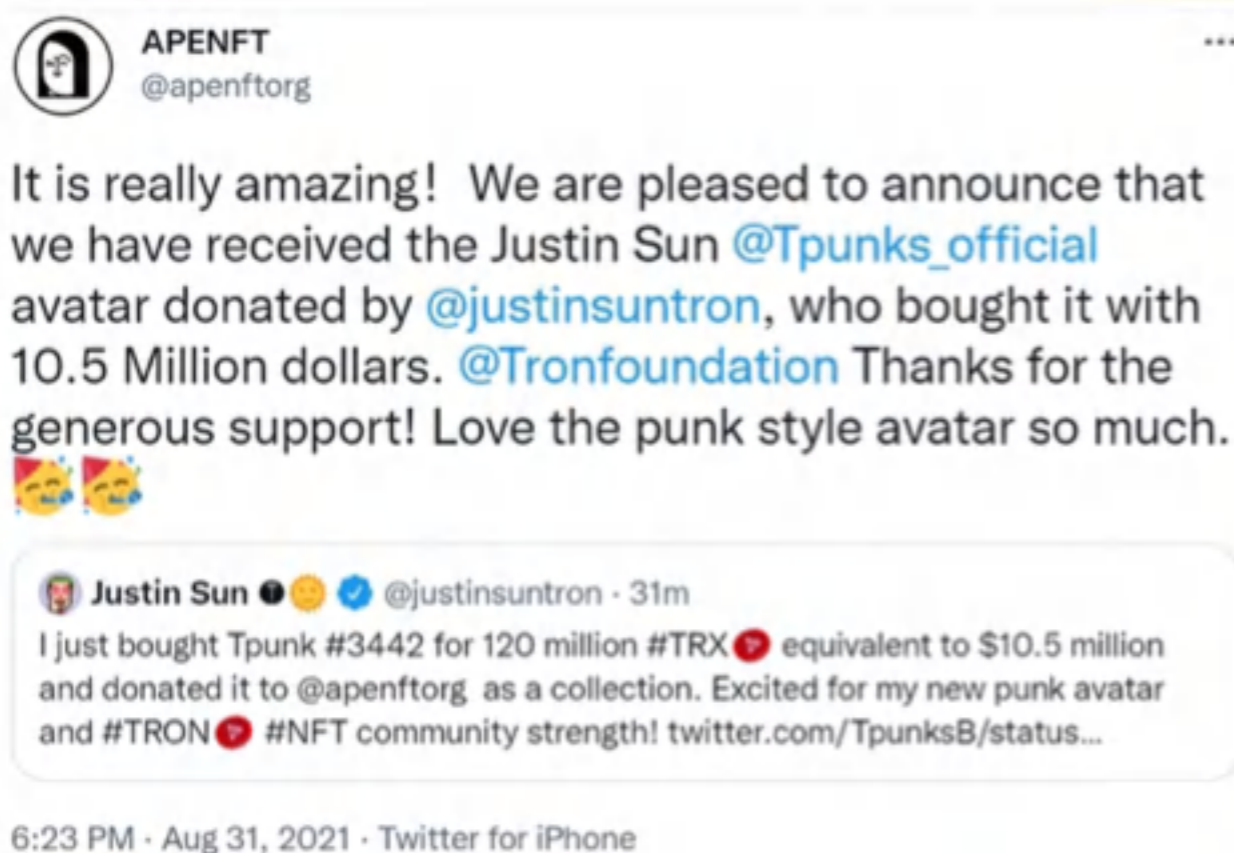 APENFT
@apenftorg
It is really amazing! We are pleased to announce that
we have received the Justin Sun @Tpunks_official
avatar donated by @justinsuntron, who bought it with
10.5 Million dollars. @Tronfoundation Thanks for the
generous support! Love the punk style avatar so much.
🥳🥳
Justin Sun @justinsuntron · 31m
I just bought Tpunk #3442 for 120 million #TRX equivalent to $10.5 million
and donated it to @apenftorg as a collection. Excited for my new punk avatar
and #TRON #NFT community strength! twitter.com/TpunksB/status...
6:23 PM · Aug 31, 2021 · Twitter for iPhone